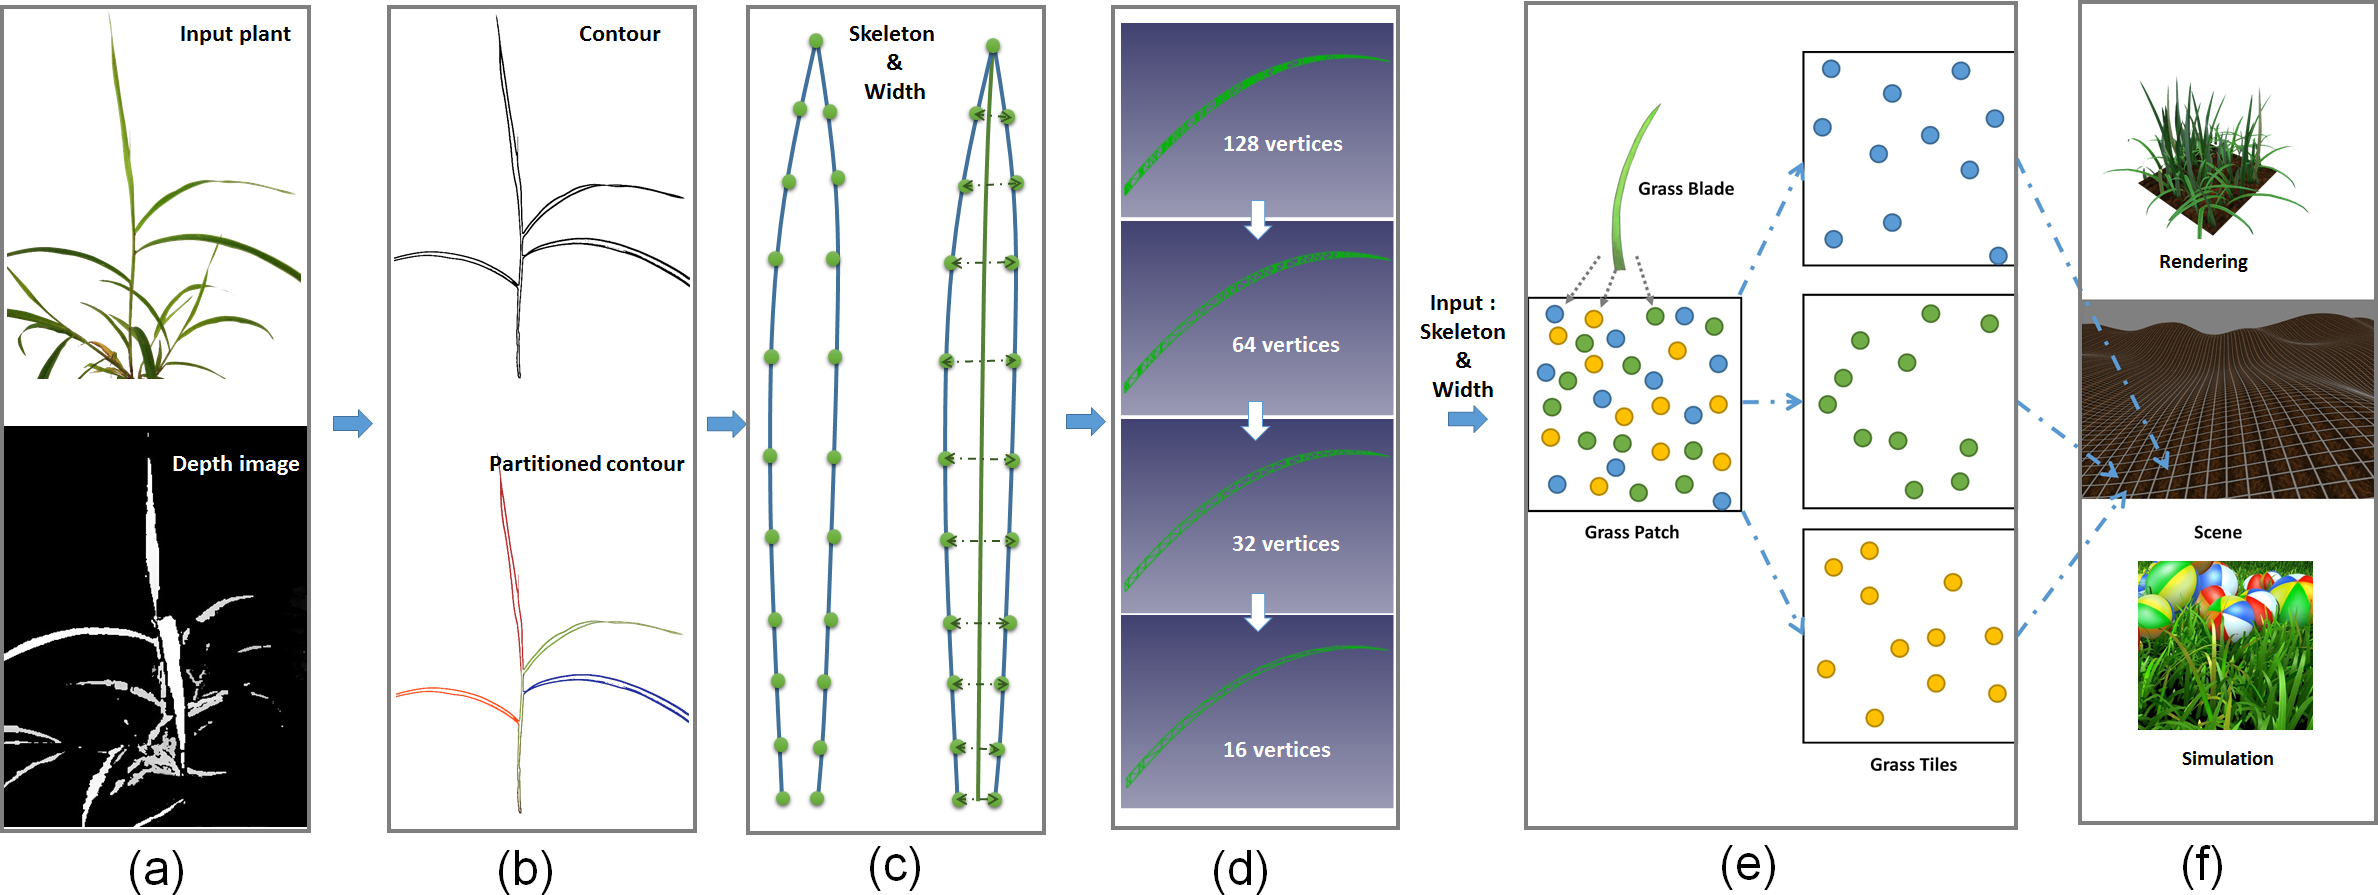 Input plant
Depth image
(a)
Contour
Partitioned contour
(b)
Skeleton
&
Width
(c)
128 vertices
64 vertices
32 vertices
16 vertices
(d)
Input :
Skeleton
&
Width
Grass Blade
Grass Patch
Grass Tiles
(e)
Rendering
Scene
Simulation
(f)